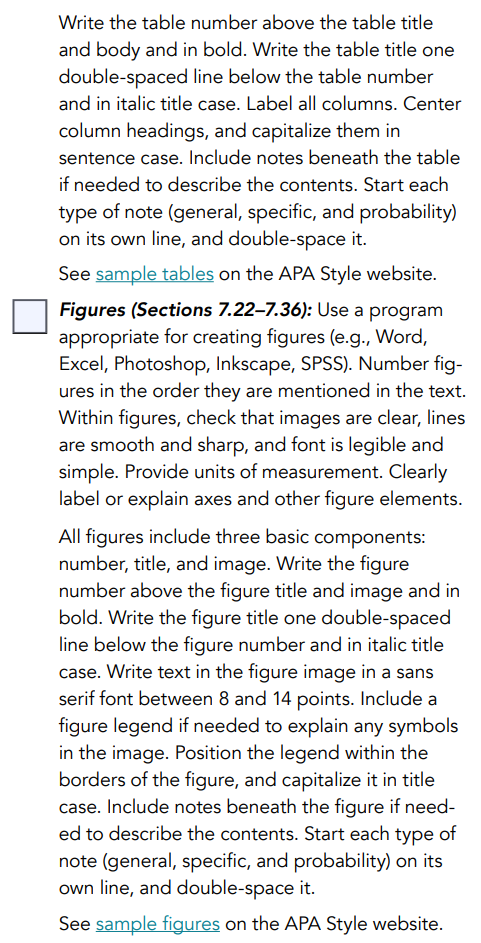 Write the table number above the table title
and body and in bold. Write the table title one
double-spaced line below the table number
and in italic title case. Label all columns. Center
column headings, and capitalize them in
sentence case. Include notes beneath the table
if needed to describe the contents. Start each
type of note (general, specific, and probability)
on its own line, and double-space it.
See sample tables on the APA Style website.
Figures (Sections 7.22–7.36): Use a program
appropriate for creating figures (e.g., Word,
Excel, Photoshop, Inkscape, SPSS). Number fig-
ures in the order they are mentioned in the text.
Within figures, check that images are clear, lines
are smooth and sharp, and font is legible and
simple. Provide units of measurement. Clearly
label or explain axes and other figure elements.
All figures include three basic components:
number, title, and image. Write the figure
number above the figure title and image and in
bold. Write the figure title one double-spaced
line below the figure number and in italic title
case. Write text in the figure image in a sans
serif font between 8 and 14 points. Include a
figure legend if needed to explain any symbols
in the image. Position the legend within the
borders of the figure, and capitalize it in title
case. Include notes beneath the figure if need-
ed to describe the contents. Start each type of
note (general, specific, and probability) on its
own line, and double-space it.
See sample figures on the APA Style website.